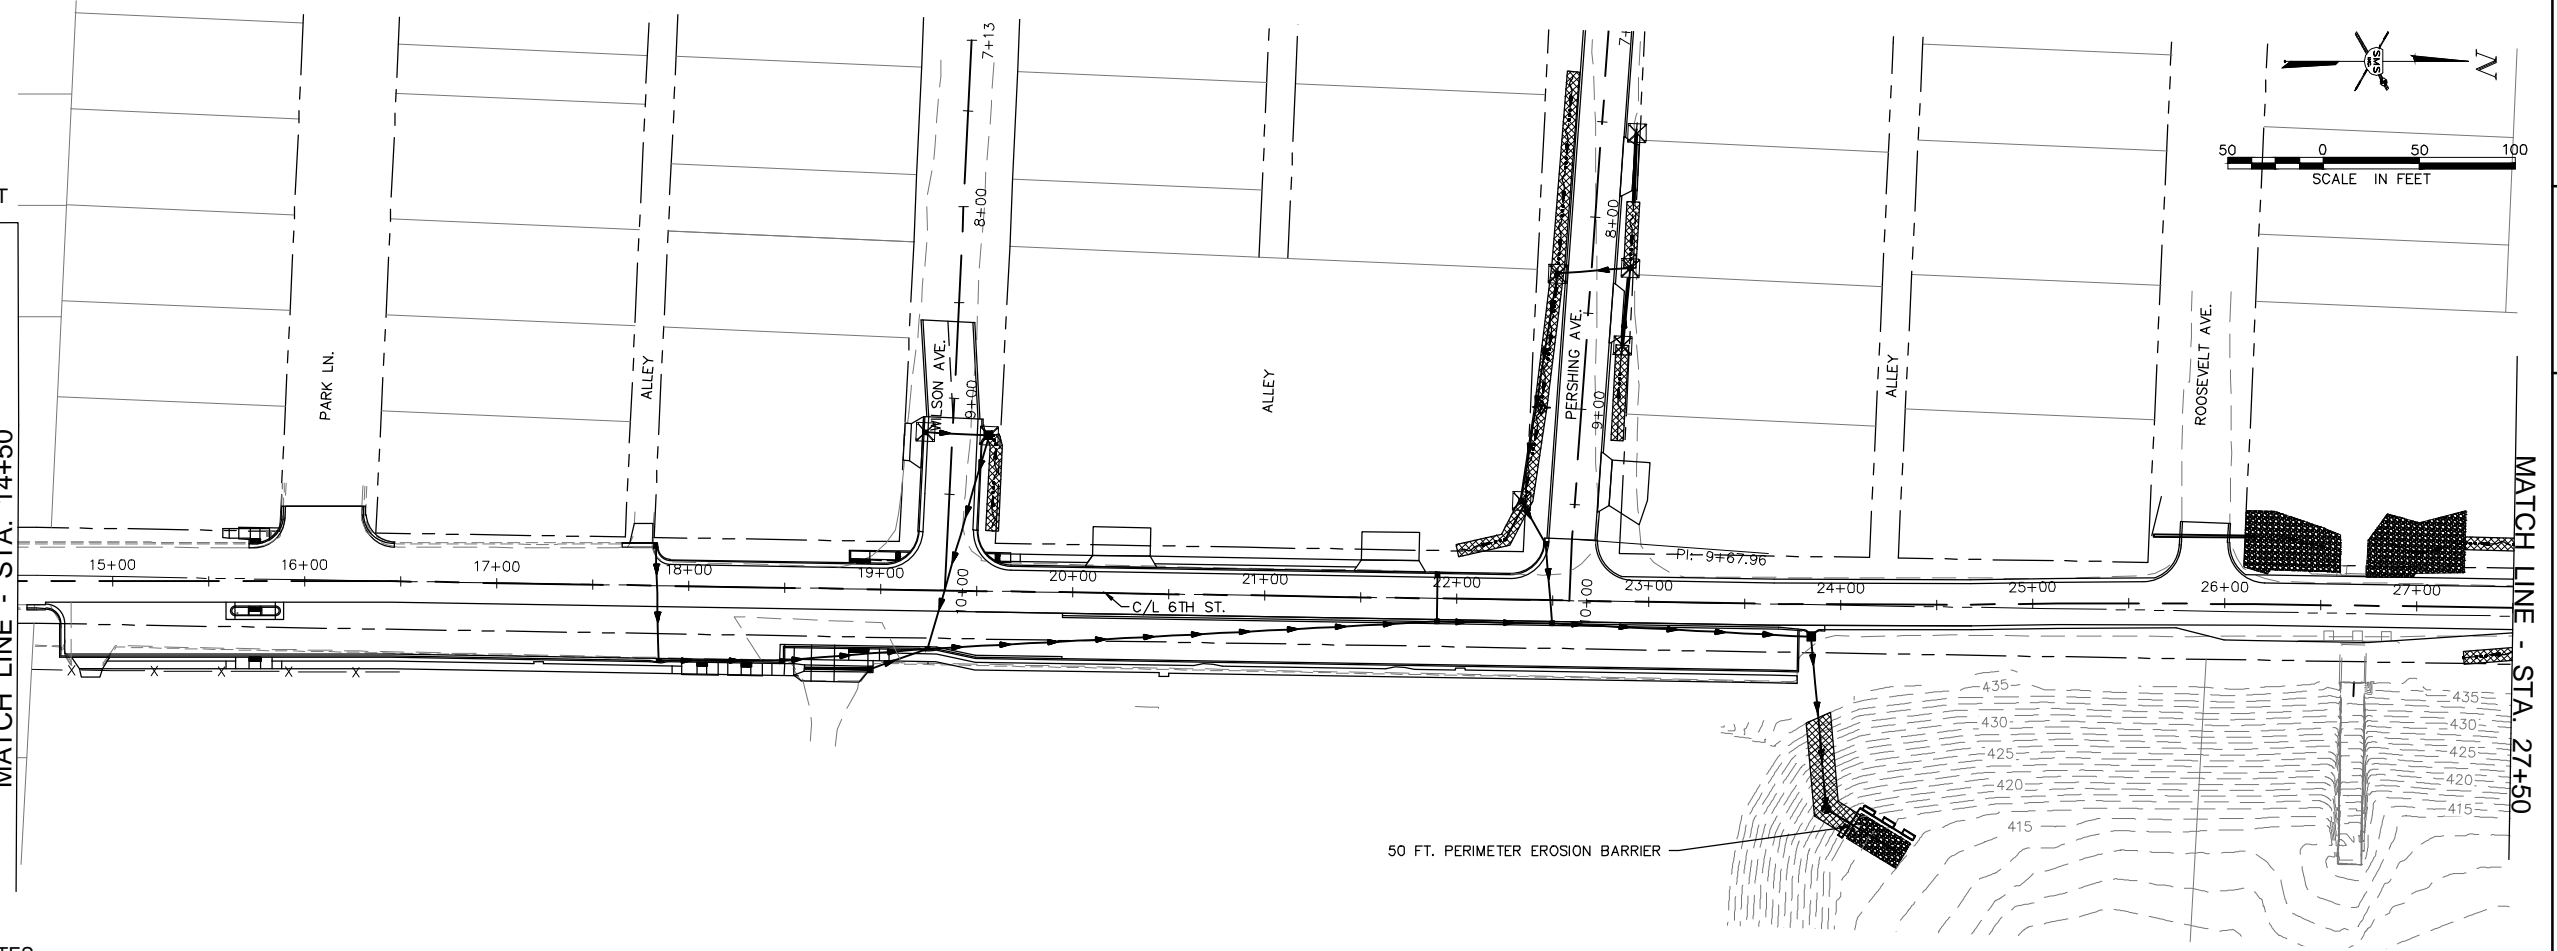 7+13
7+
N
SMS
50 0 50 100
SCALE IN FEET
T
8+00
8+00
PARK LN.
ALLEY
WILSON AVE.
9+00
ALLEY
PERSHING AVE.
9+00
ALLEY
ROOSEVELT AVE.
MATCH LINE - STA. 14+50
MATCH LINE - STA. 27+50
PI: 9+67.96
15+00 16+00 17+00 18+00 19+00 20+00 21+00 22+00 23+00 24+00 25+00 26+00 27+00
10+00
10+00
C/L 6TH ST.
X X X X X
435 435
430 430
425 425
420 420
415 415
50 FT. PERIMETER EROSION BARRIER